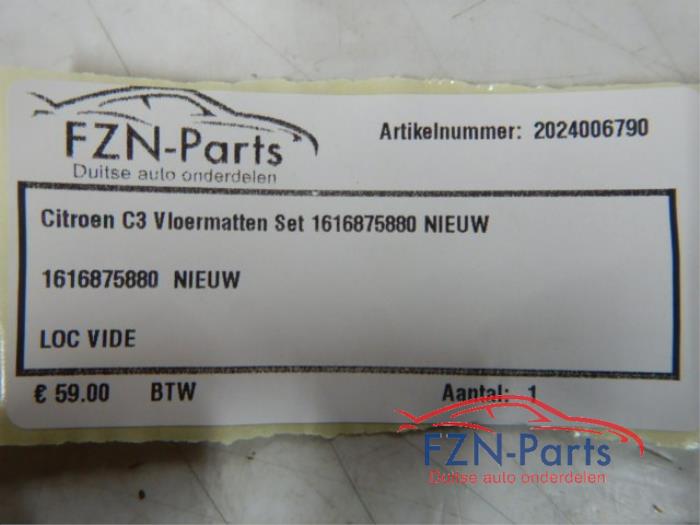 FZN-Parts
Duitse auto onderdelen
Artikelnummer: 2024006790
Citroen C3 Vloermatten Set 1616875880 NIEUW
1616875880 NIEUW
LOC VIDE
€ 59.00 BTW Aantal: 1
FZN-Parts
Duitse auto onderdelen